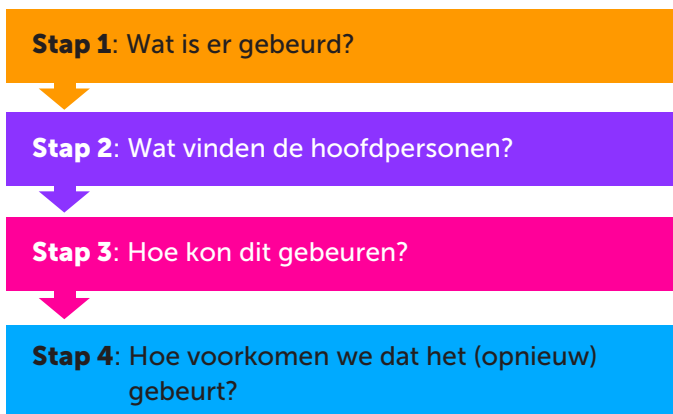 Stap 1: Wat is er gebeurd?
Stap 2: Wat vinden de hoofdpersonen?
Stap 3: Hoe kon dit gebeuren?
Stap 4: Hoe voorkomen we dat het (opnieuw)
gebeurt?